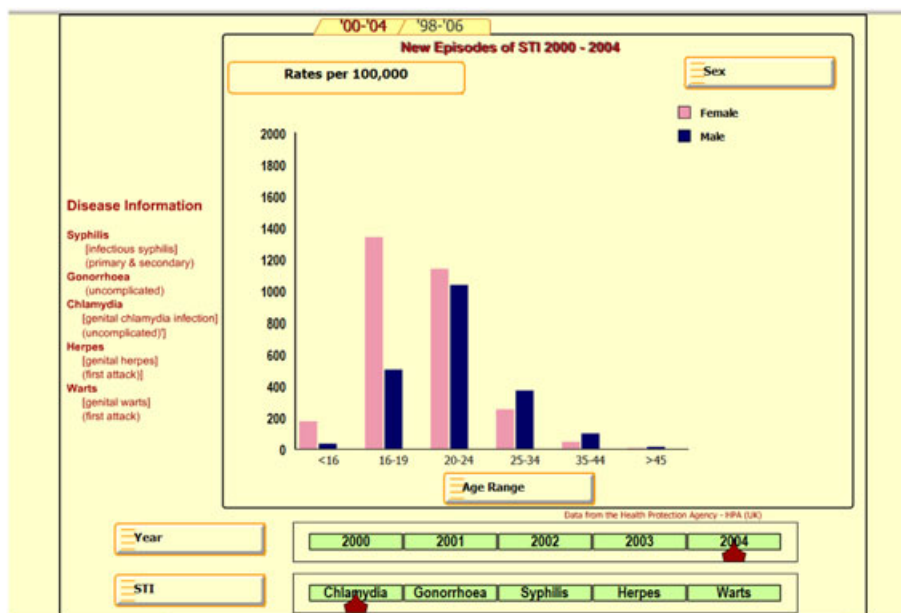 '00-'04 '98-'06
New Episodes of STI 2000 - 2004
Rates per 100,000
Sex
Female
Male
2000
1800
1600
1400
1200
1000
800
600
400
200
0
<16 16-19 20-24 25-34 35-44 >45
Age Range
Disease Information
Syphilis
[infectious syphilis]
(primary & secondary)
Gonorrhoea
(uncomplicated)
Chlamydia
[genital chlamydia infection]
(uncomplicated)']
Herpes
[genital herpes]
(first attack)]
Warts
[genital warts]
(first attack)
Data from the Health Protection Agency - HPA (UK)
Year
2000 2001 2002 2003 2004
STI
Chlamydia Gonorrhoea Syphilis Herpes Warts